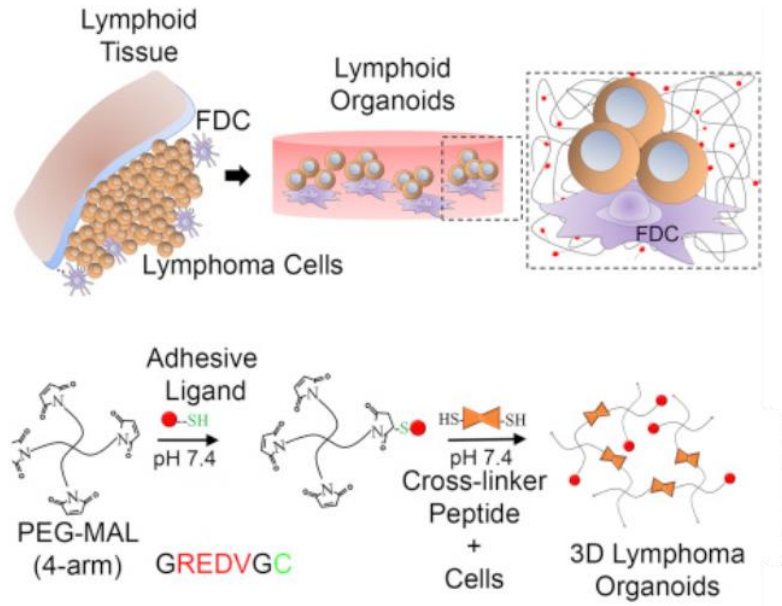 Lymphoid
Tissue
FDC
Lymphoma Cells
Lymphoid
Organoids
FDC
PEG-MAL
(4-arm)
Adhesive
Ligand
-SH
pH 7.4
GREDVGC
N
O
O
N
O
O
N
O
O
N
O
O
N
O
O
N
O
O
N
O
O
N
O
O
S
HS
SH
pH 7.4
Cross-linker
Peptide
+
Cells
3D Lymphoma
Organoids